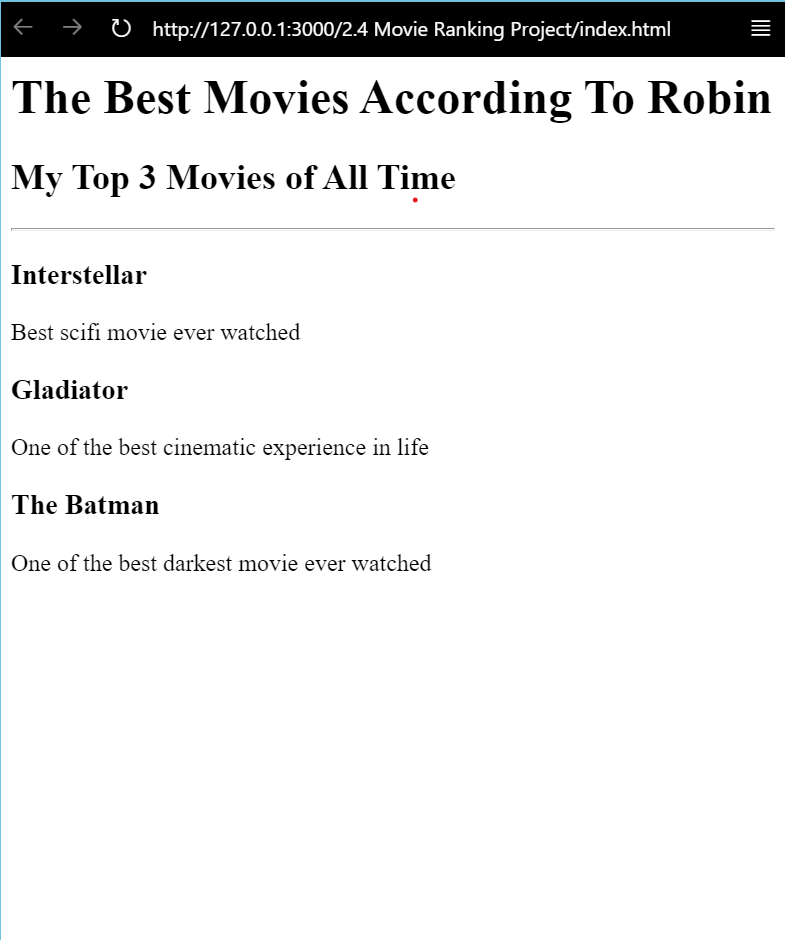 http://127.0.0.1:3000/2.4 Movie Ranking Project/index.html
The Best Movies According To Robin
My Top 3 Movies of All Time
Interstellar
Best scifi movie ever watched
Gladiator
One of the best cinematic experience in life
The Batman
One of the best darkest movie ever watched